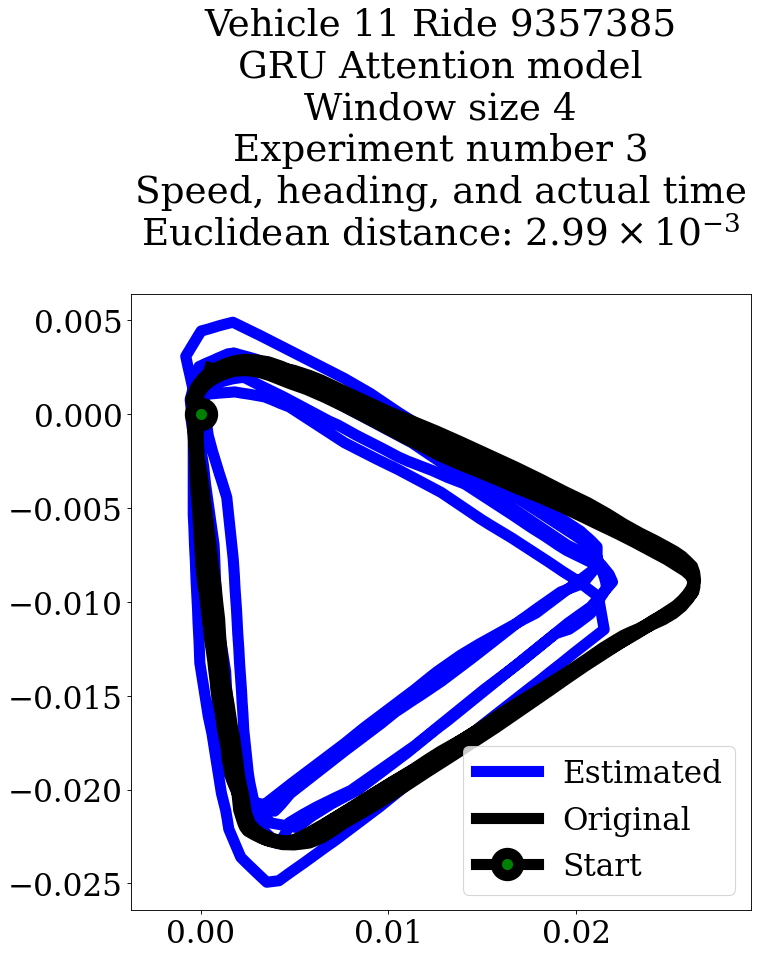 Vehicle 11 Ride 9357385
GRU Attention model
Window size 4
Experiment number 3
Speed, heading, and actual time
Euclidean distance: 2.99 × 10⁻³
0.005
0.000
−0.005
−0.010
−0.015
−0.020
−0.025
0.00 0.01 0.02
Estimated
Original
Start